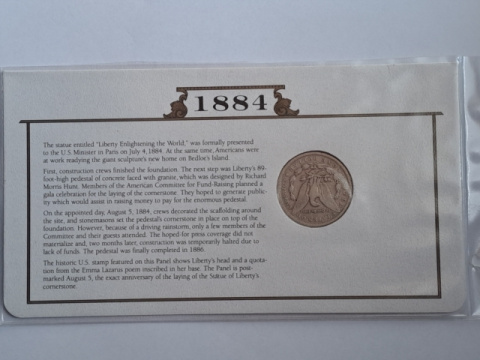 1884
The statue entitled "Liberty Enlightening the World," was formally presented
to the U.S. Minister in Paris on July 4, 1884. At the same time, Americans were
at work readying the giant sculpture's new home on Bedloe's Island.
First, construction crews finished the foundation. The next step was Liberty's 89-
foot-high pedestal of concrete faced with granite, which was designed by Richard
Morris Hunt. Members of the American Committee for Fund-Raising planned a
gala celebration for the laying of the cornerstone. They hoped to generate public-
ity which would assist in raising money to pay for the enormous pedestal.
On the appointed day, August 5, 1884, crews decorated the scaffolding around
the site, and stonemasons set the pedestal's cornerstone in place on top of the
foundation. However, because of a driving rainstorm, only a few members of the
Committee and their guests attended. The hoped for press coverage did not
materialize and, two months later, construction was temporarily halted due to
lack of funds. The pedestal was finally completed in 1886.
The historic U.S. stamp featured on this Panel shows Liberty's head and a quota-
tion from the Emma Lazarus poem inscribed in her base. The Panel is post-
marked August 5, the exact anniversary of the laying of the Statue of Liberty's
cornerstone.